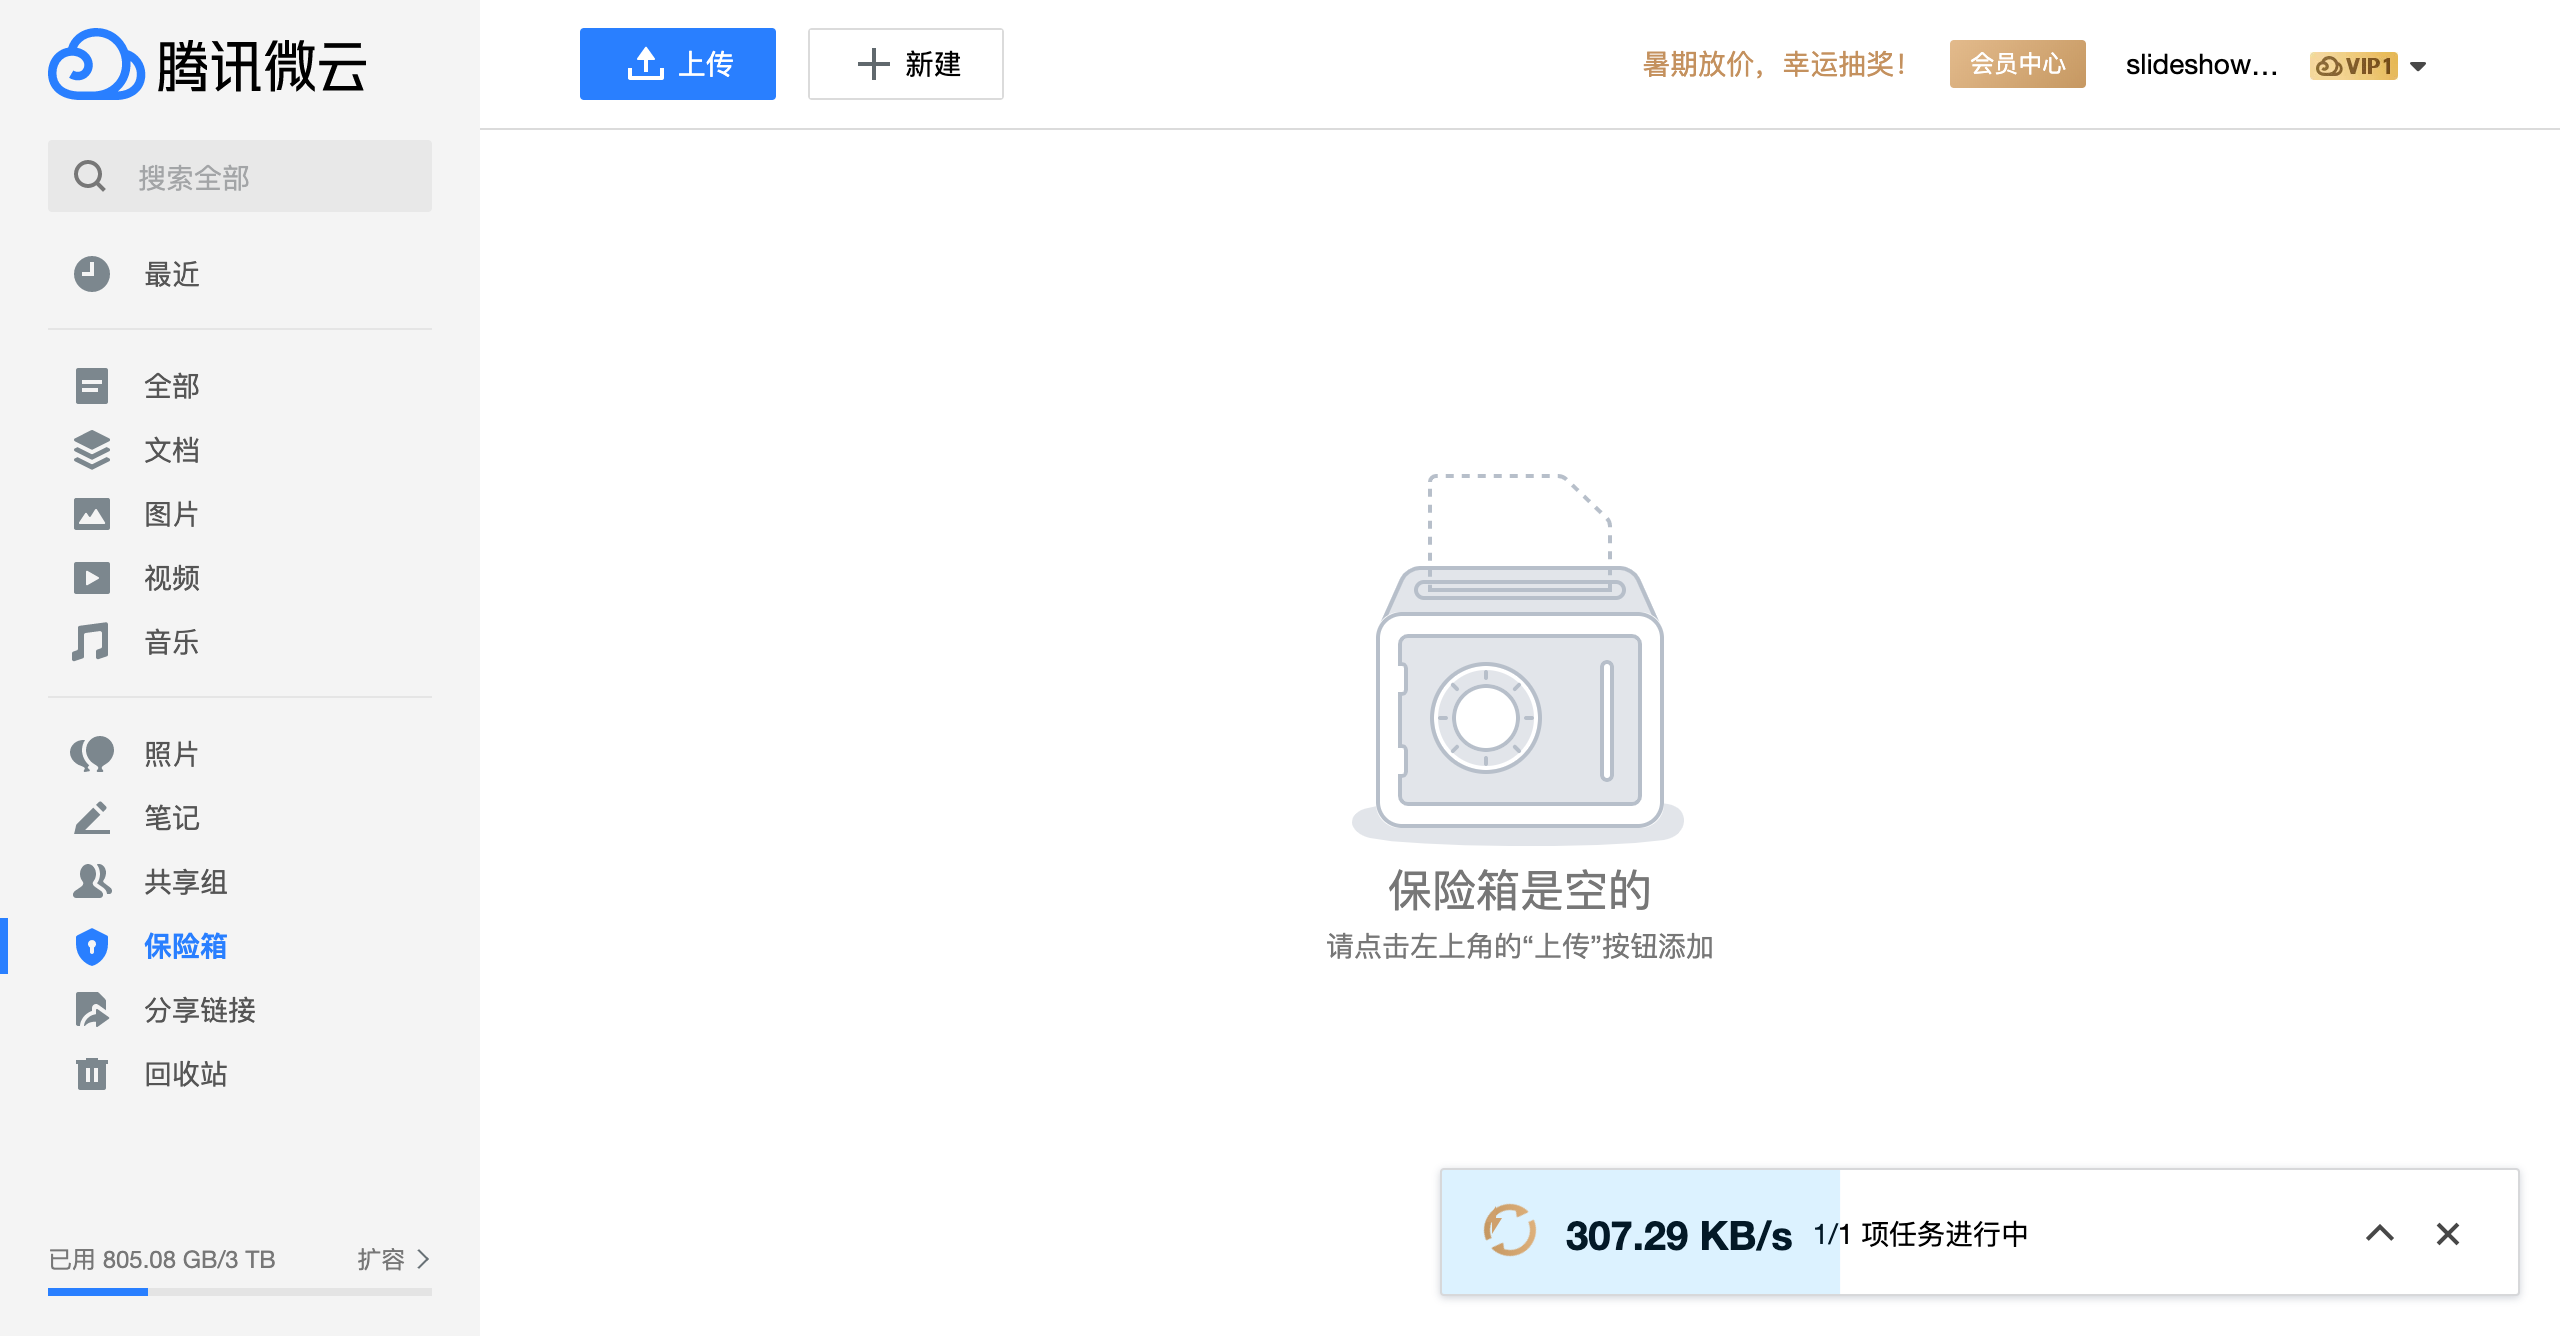 腾讯微云
搜索全部
最近
全部
文档
图片
视频
音乐
照片
笔记
共享组
保险箱
分享链接
回收站
已用 805.08 GB/3 TB 扩容
上传 新建 暑期放价，幸运抽奖！ 会员中心 slideshow... VIP1
保险箱是空的
请点击左上角的“上传”按钮添加
307.29 KB/s 1/1 项任务进行中